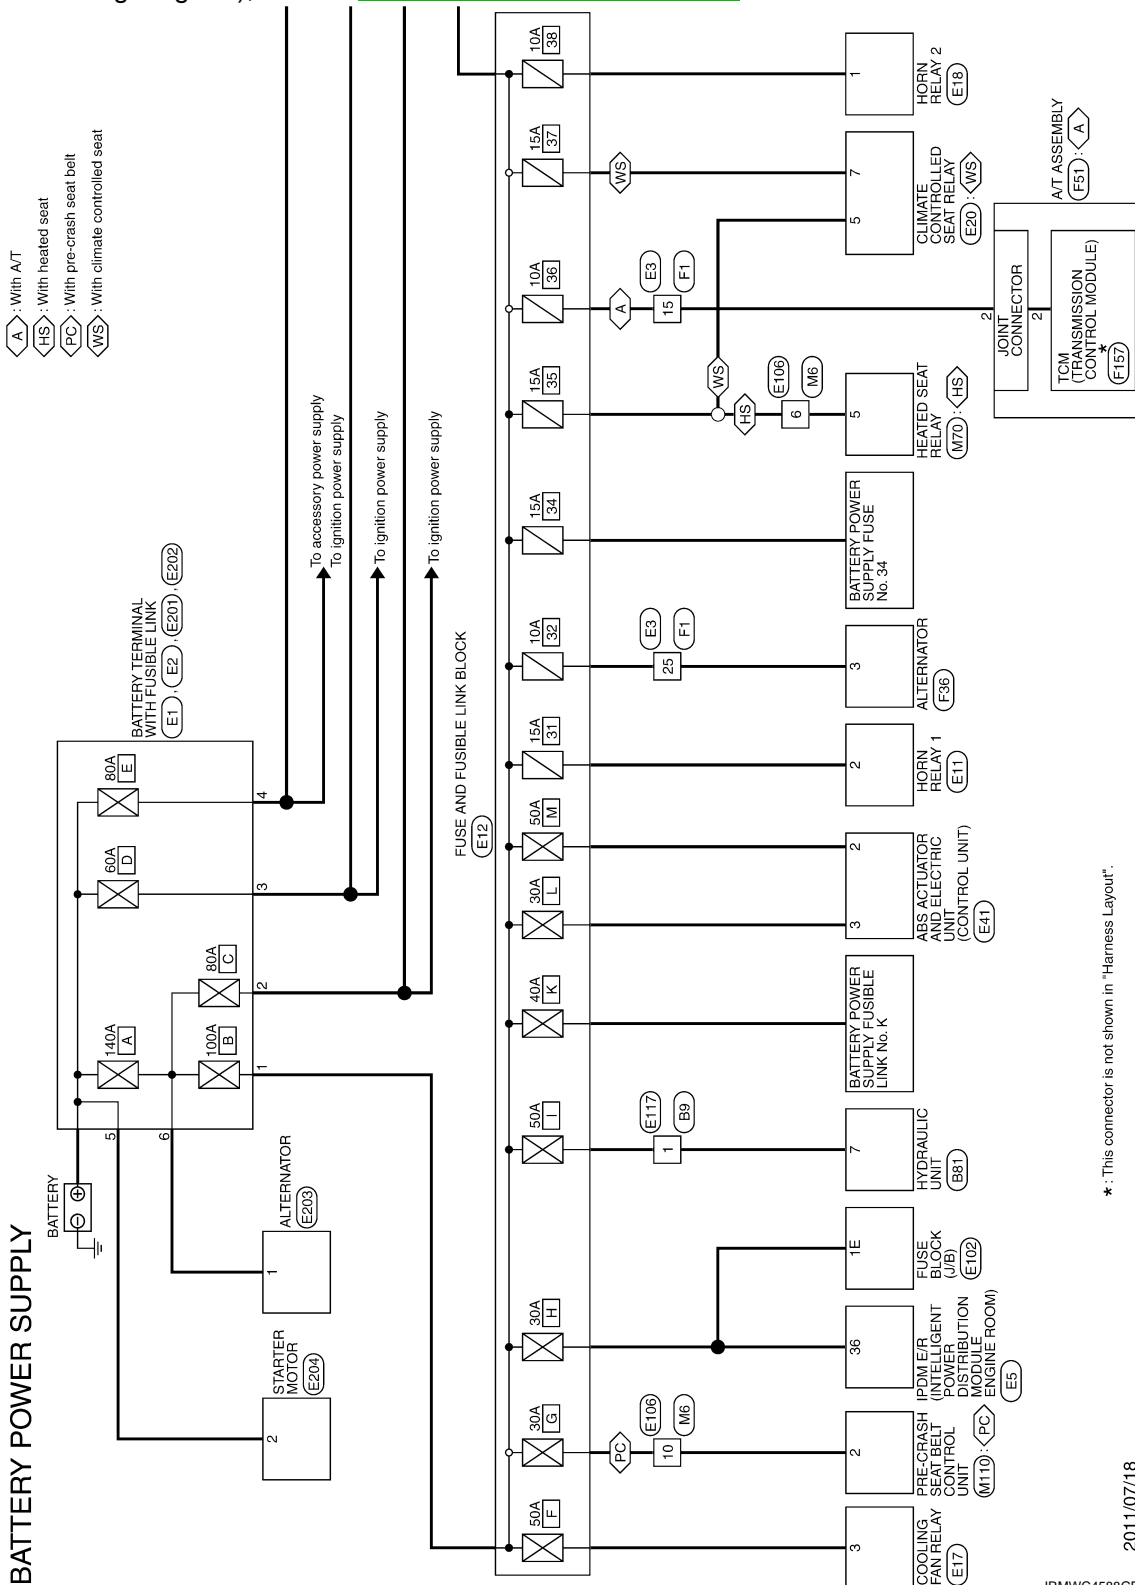 BATTERY POWER SUPPLY
A : With A/T
HS : With heated seat
PC : With pre-crash seat belt
WS : With climate controlled seat
BATTERY
STARTER
MOTOR
E204
2
ALTERNATOR
E203
1
5
6
140A
A
100A
B
80A
C
60A
D
80A
E
1
2
3
4
BATTERY TERMINAL
WITH FUSIBLE LINK
E1 , E2 , E201 , E202
To accessory power supply
To ignition power supply
To ignition power supply
To ignition power supply
FUSE AND FUSIBLE LINK BLOCK
E12
50A
F
30A
G
30A
H
50A
I
40A
K
30A
L
50A
M
15A
31
10A
32
15A
34
15A
35
10A
36
15A
37
10A
38
PC
10
E106
M6
1
E117
B9
25
E3
F1
WS
HS
6
E106
M6
A
15
E3
F1
WS
3
COOLING
FAN RELAY
E17
2
PRE-CRASH
SEAT BELT
CONTROL
UNIT
M110 : PC
36
IPDM E/R
(INTELLIGENT
POWER
DISTRIBUTION
MODULE
ENGINE ROOM)
E5
1E
FUSE
BLOCK
(J/B)
E102
7
HYDRAULIC
UNIT
B81
BATTERY POWER
SUPPLY FUSIBLE
LINK No. K
3
2
ABS ACTUATOR
AND ELECTRIC
UNIT
(CONTROL UNIT)
E41
2
HORN
RELAY 1
E11
3
ALTERNATOR
F36
BATTERY POWER
SUPPLY FUSE
No. 34
5
HEATED SEAT
RELAY
M70 : HS
5
7
CLIMATE
CONTROLLED
SEAT RELAY
E20 : WS
1
HORN
RELAY 2
E18
2
JOINT
CONNECTOR
2
TCM
(TRANSMISSION
CONTROL MODULE)
*
F157
A/T ASSEMBLY
F51 : A
* : This connector is not shown in "Harness Layout".
2011/07/18